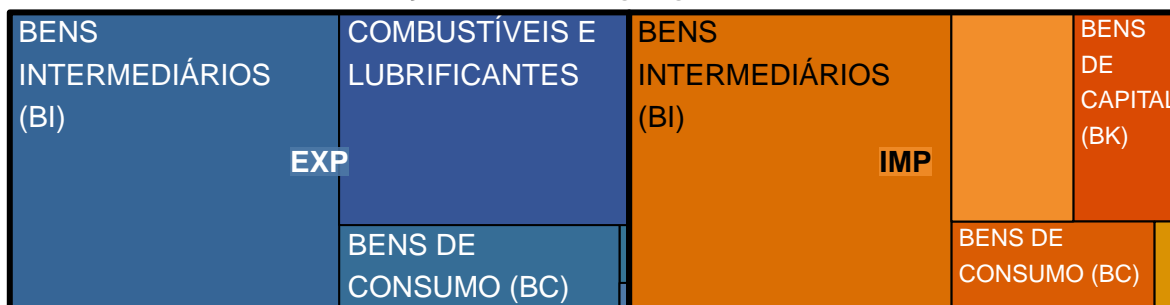 BENS
INTERMEDIÁRIOS
(BI)
EXP
COMBUSTÍVEIS E
LUBRIFICANTES
BENS DE
CONSUMO (BC)
BENS
INTERMEDIÁRIOS
(BI)
IMP
BENS
DE
CAPITAL
(BK)
BENS DE
CONSUMO (BC)